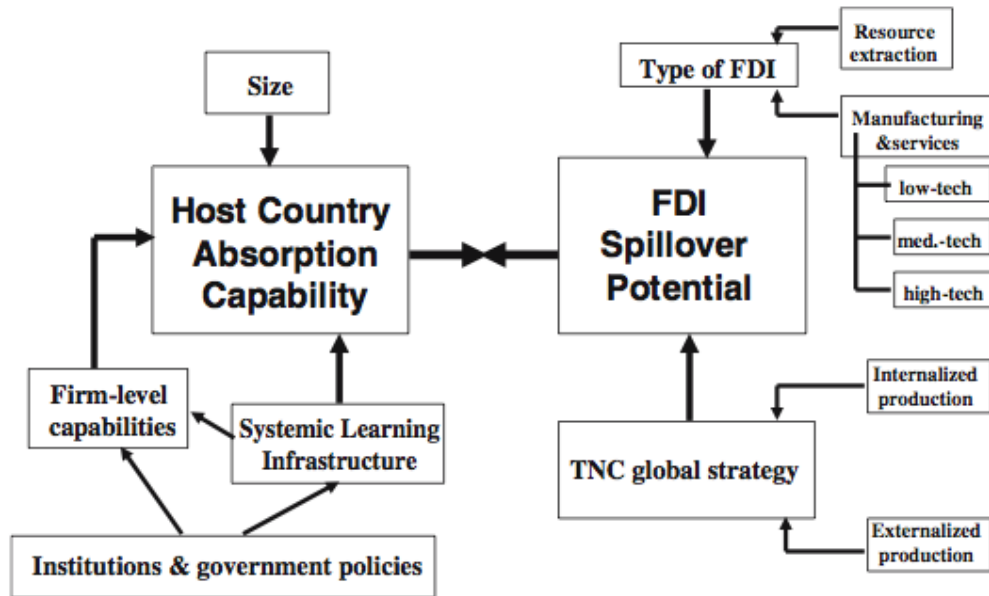 Size
Host Country
Absorption
Capability
Firm-level
capabilities
Systemic Learning
Infrastructure
Institutions & government policies
Type of FDI
Resource
extraction
Manufacturing
&services
low-tech
med.-tech
high-tech
FDI
Spillover
Potential
TNC global strategy
Internalized
production
Externalized
production